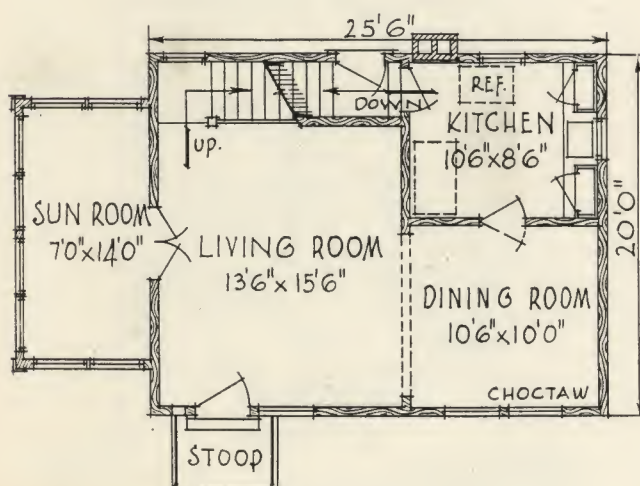 25'6"
DOWN
REF.
KITCHEN
10'6"x8'6"
UP.
20'0"
SUN ROOM
7'0"x14'0"
LIVING ROOM
13'6"x15'6"
DINING ROOM
10'6"x10'0"
CHOCTAW
STOOP